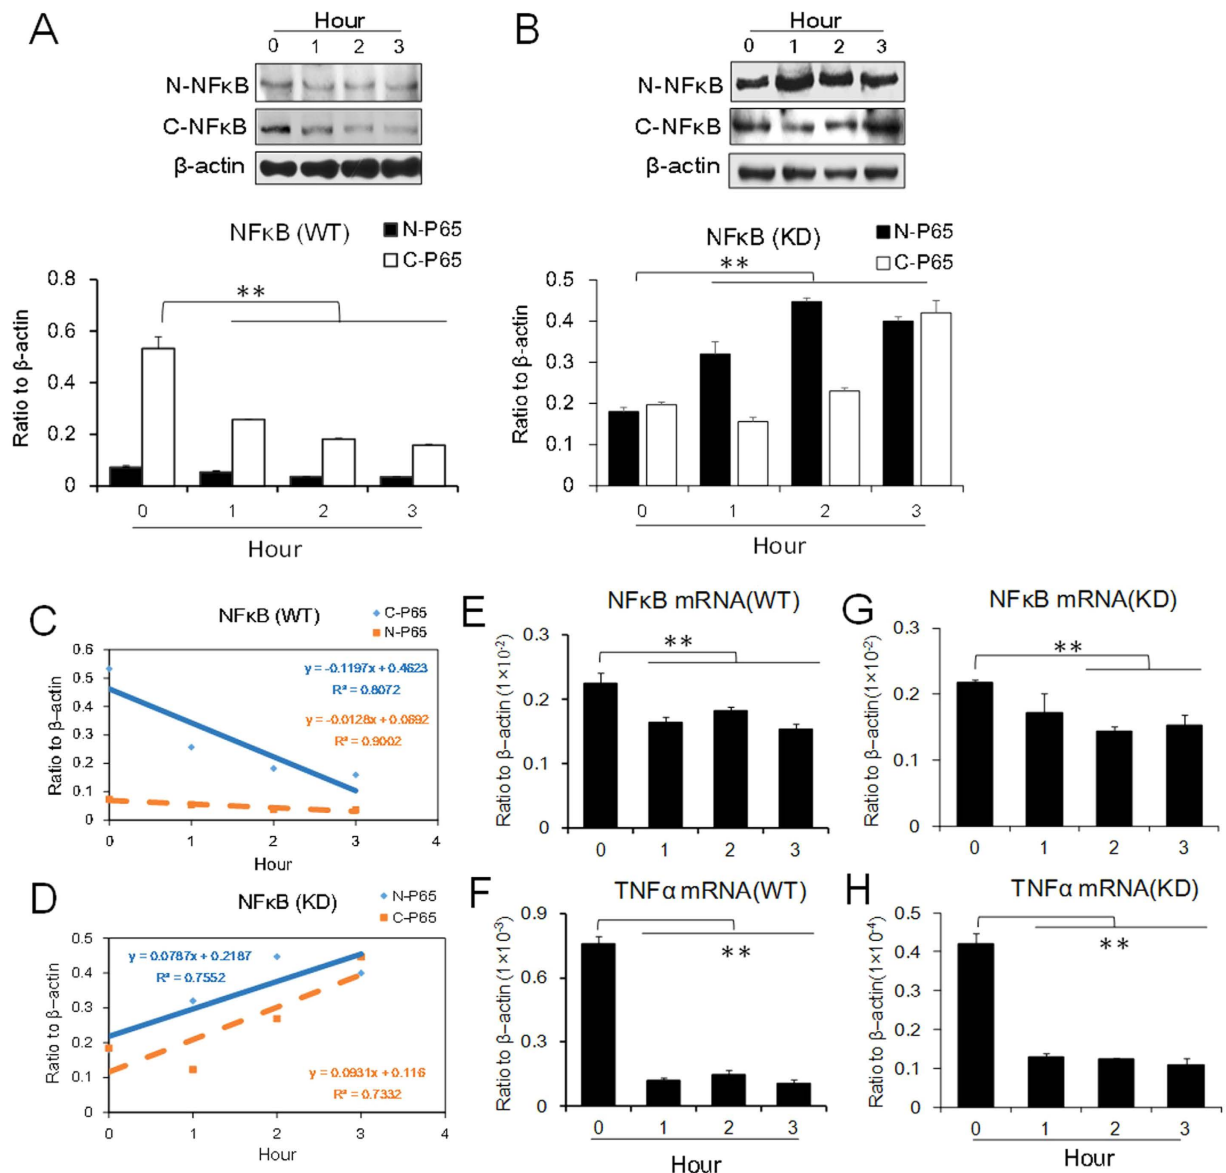 A
Hour
0 1 2 3
N-NFκB
C-NFκB
β-actin
NFκB (WT)
N-P65
C-P65
**
Ratio to β-actin
0.8
0.6
0.4
0.2
0
0 1 2 3
Hour
B
Hour
0 1 2 3
N-NFκB
C-NFκB
β-actin
NFκB (KD)
N-P65
C-P65
**
Ratio to β-actin
0.5
0.4
0.3
0.2
0.1
0
0 1 2 3
Hour
C
NFκB (WT)
C-P65
N-P65
Ratio to β–actin
0.6
0.5
0.4
0.3
0.2
0.1
0
y = -0.1197x + 0.4623
R² = 0.8072
y = -0.0128x + 0.0692
R² = 0.9002
0 1 2 3 4
Hour
D
NFκB (KD)
N-P65
C-P65
Ratio to β–actin
0.5
0.4
0.3
0.2
0.1
0
y = 0.0787x + 0.2187
R² = 0.7552
y = 0.0931x + 0.116
R² = 0.7332
0 1 2 3 4
Hour
E
NFκB mRNA(WT)
**
Ratio to β–actin (1×10⁻²)
0.3
0.2
0.1
0
0 1 2 3
F
TNFα mRNA(WT)
**
Ratio to β–actin (1×10⁻³)
0.9
0.6
0.3
0
0 1 2 3
Hour
G
NFκB mRNA(KD)
**
Ratio to β–actin(1×10⁻²)
0.3
0.2
0.1
0
0 1 2 3
H
TNFα mRNA(KD)
**
Ratio to β–actin(1×10⁻⁴)
0.5
0.4
0.3
0.2
0.1
0
0 1 2 3
Hour